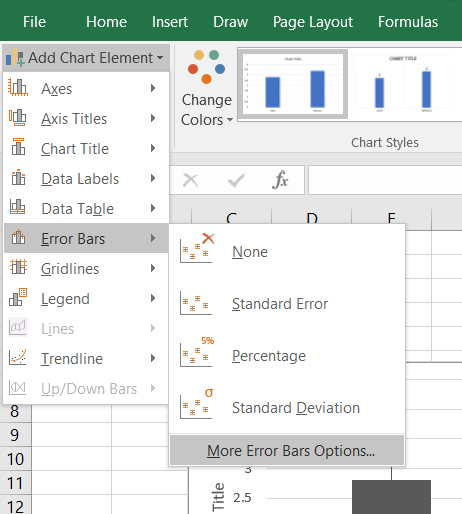 File Home Insert Draw Page Layout Formulas
Add Chart Element
Axes
Axis Titles
Chart Title
Data Labels
Data Table
Error Bars
Gridlines
Legend
Lines
Trendline
Up/Down Bars
Change
Colors
CHART TITLE
Chart Styles
fx
C D E
None
Standard Error
5%
Percentage
σ
Standard Deviation
More Error Bars Options...
8
9
10
11
12
3
2.5
Title